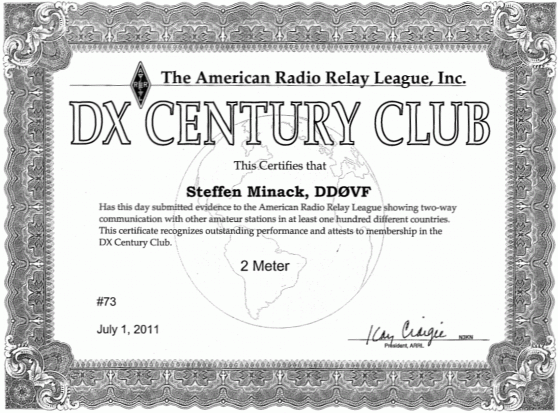 The American Radio Relay League, Inc.
DX CENTURY CLUB
This Certifies that
Steffen Minack, DDØVF
Has this day submitted evidence to the American Radio Relay League showing two-way
communication with other amateur stations in at least one hundred different countries.
This certificate recognizes outstanding performance and attests to membership in the
DX Century Club.
2 Meter
#73
July 1, 2011
Kay Craigie
N3KN
President, ARRL